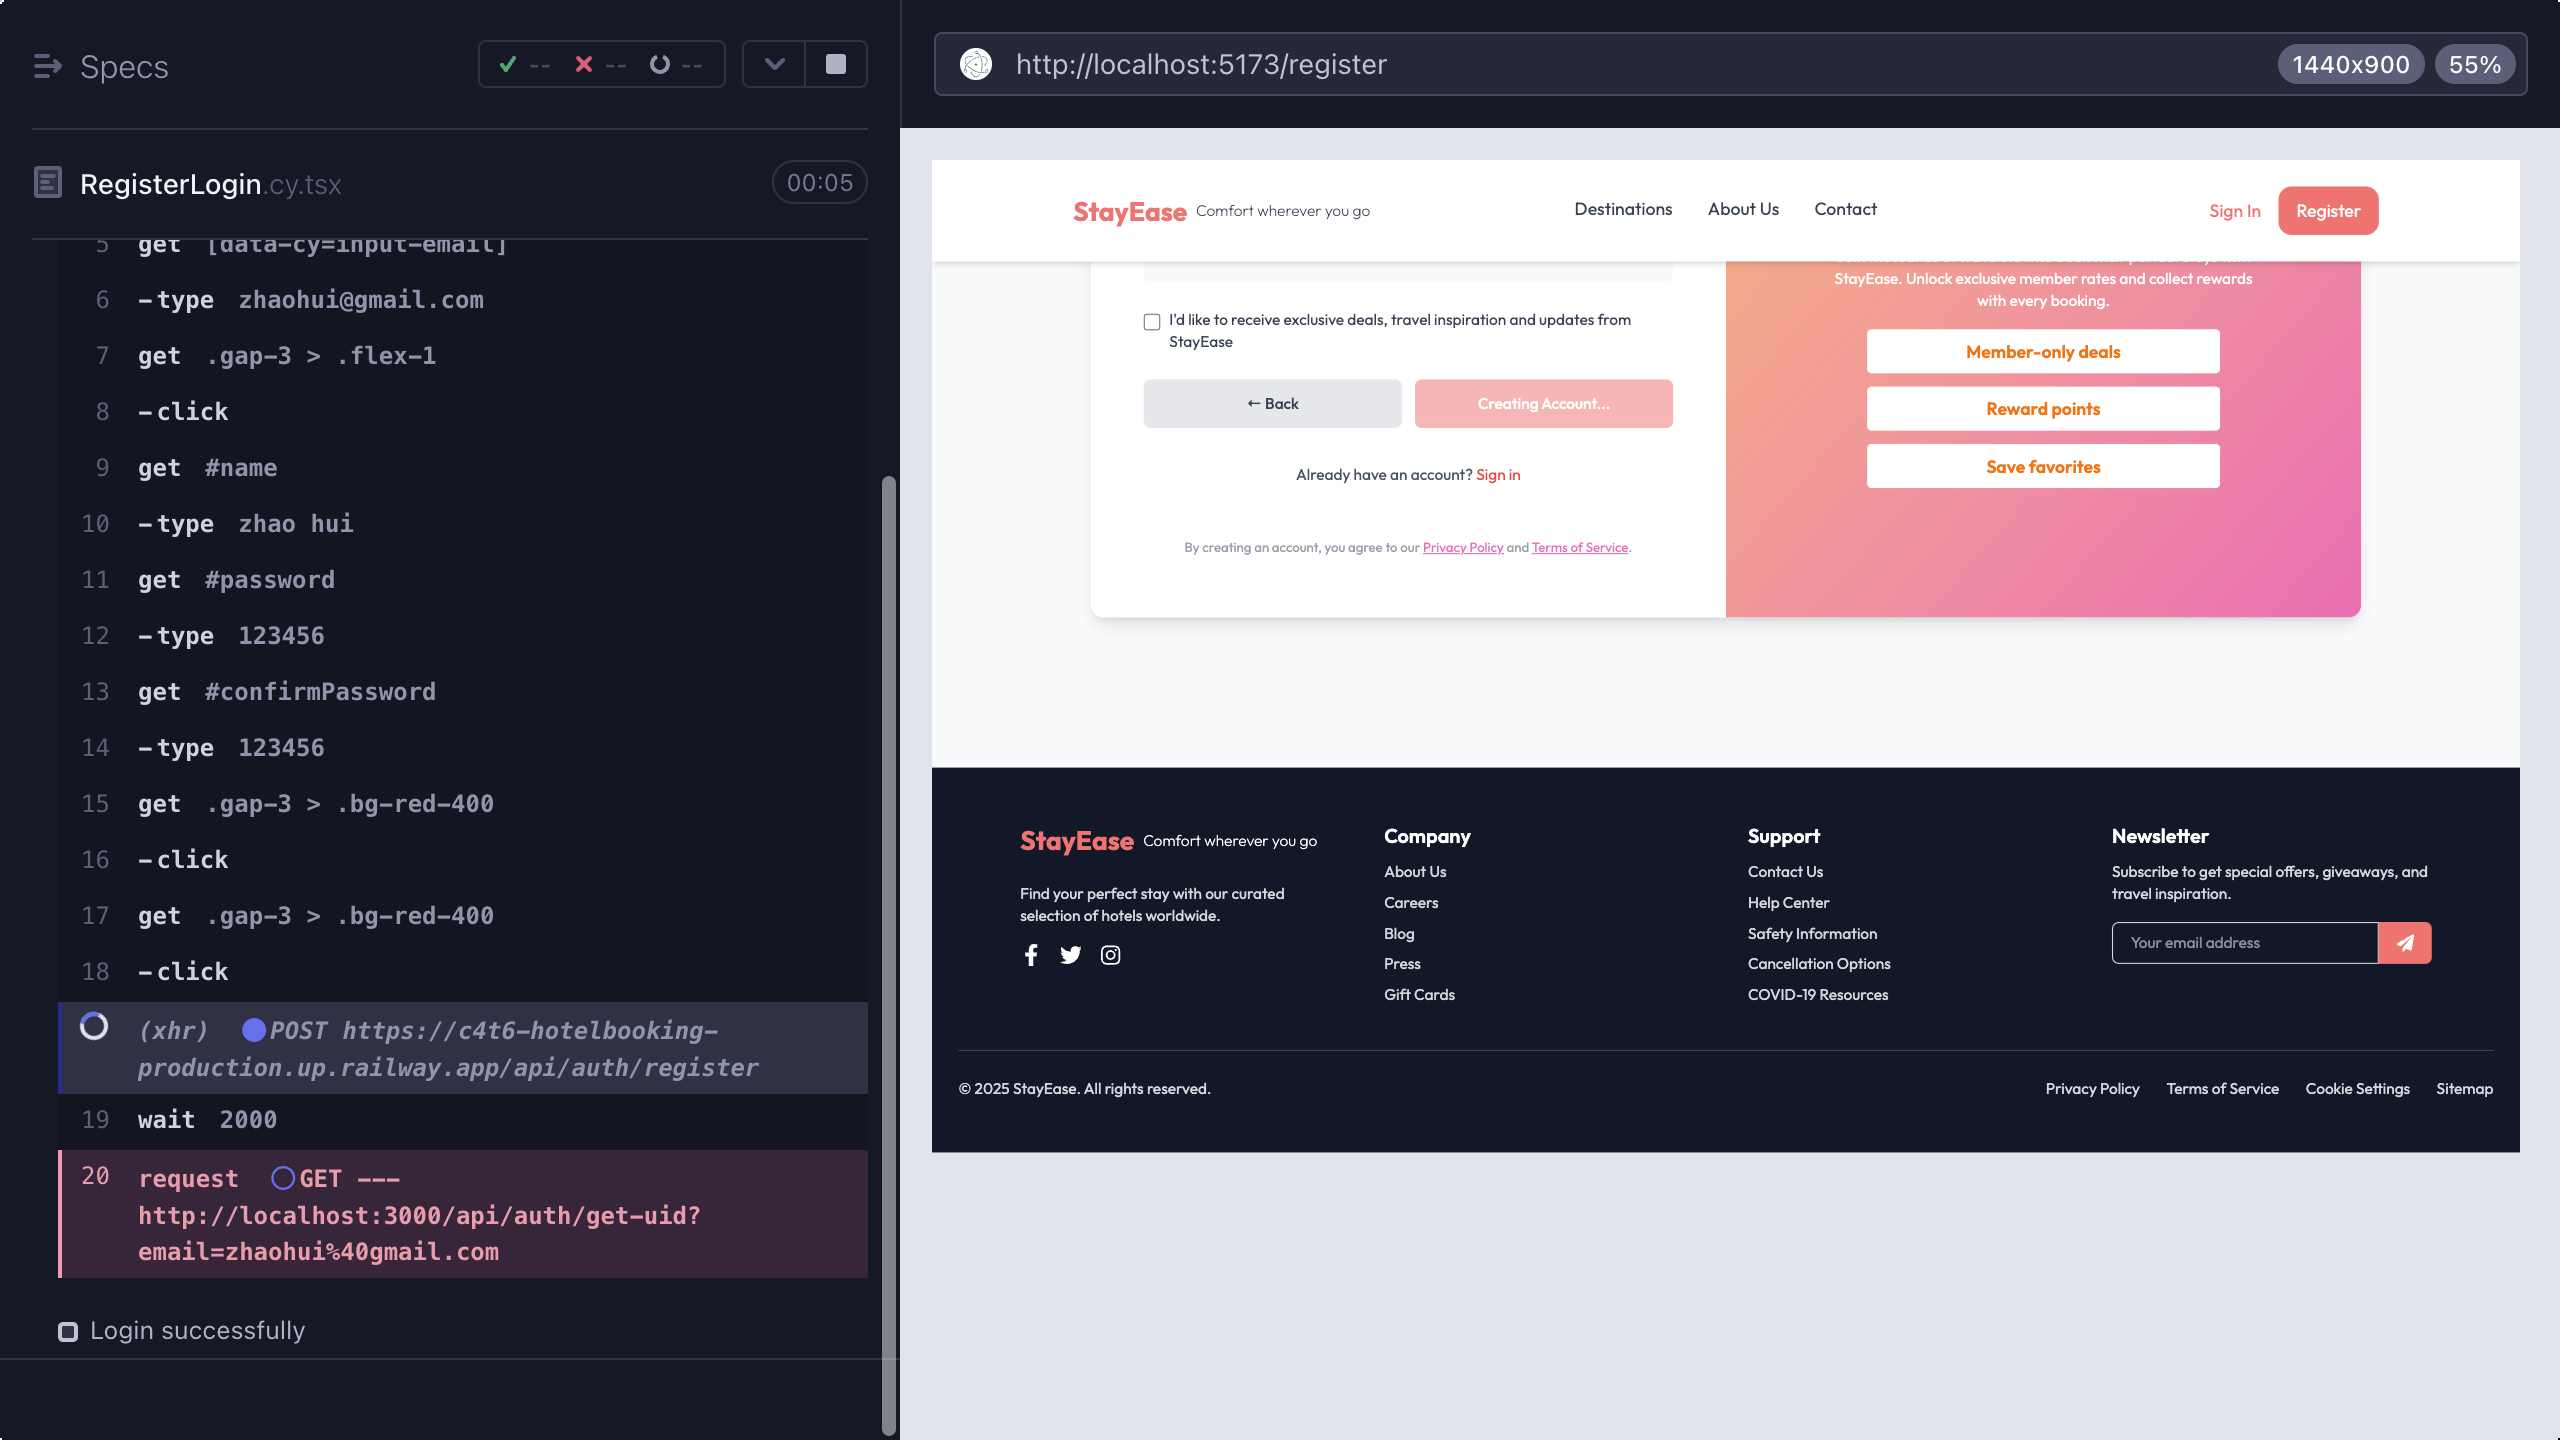 Specs
-- -- --
RegisterLogin.cy.tsx
00:05
5 get [data-cy=input-email]
6 -type zhaohui@gmail.com
7 get .gap-3 > .flex-1
8 -click
9 get #name
10 -type zhao hui
11 get #password
12 -type 123456
13 get #confirmPassword
14 -type 123456
15 get .gap-3 > .bg-red-400
16 -click
17 get .gap-3 > .bg-red-400
18 -click
(xhr) POST https://c4t6-hotelbooking-
production.up.railway.app/api/auth/register
19 wait 2000
20 request GET ---
http://localhost:3000/api/auth/get-uid?
email=zhaohui%40gmail.com
Login successfully
http://localhost:5173/register
1440x900
55%
StayEase Comfort wherever you go
Destinations About Us Contact
Sign In Register
I'd like to receive exclusive deals, travel inspiration and updates from
StayEase
← Back
Creating Account...
Already have an account? Sign in
By creating an account, you agree to our Privacy Policy and Terms of Service.
StayEase. Unlock exclusive member rates and collect rewards
with every booking.
Member-only deals
Reward points
Save favorites
StayEase Comfort wherever you go
Find your perfect stay with our curated
selection of hotels worldwide.
Company
About Us
Careers
Blog
Press
Gift Cards
Support
Contact Us
Help Center
Safety Information
Cancellation Options
COVID-19 Resources
Newsletter
Subscribe to get special offers, giveaways, and
travel inspiration.
Your email address
© 2025 StayEase. All rights reserved.
Privacy Policy Terms of Service Cookie Settings Sitemap